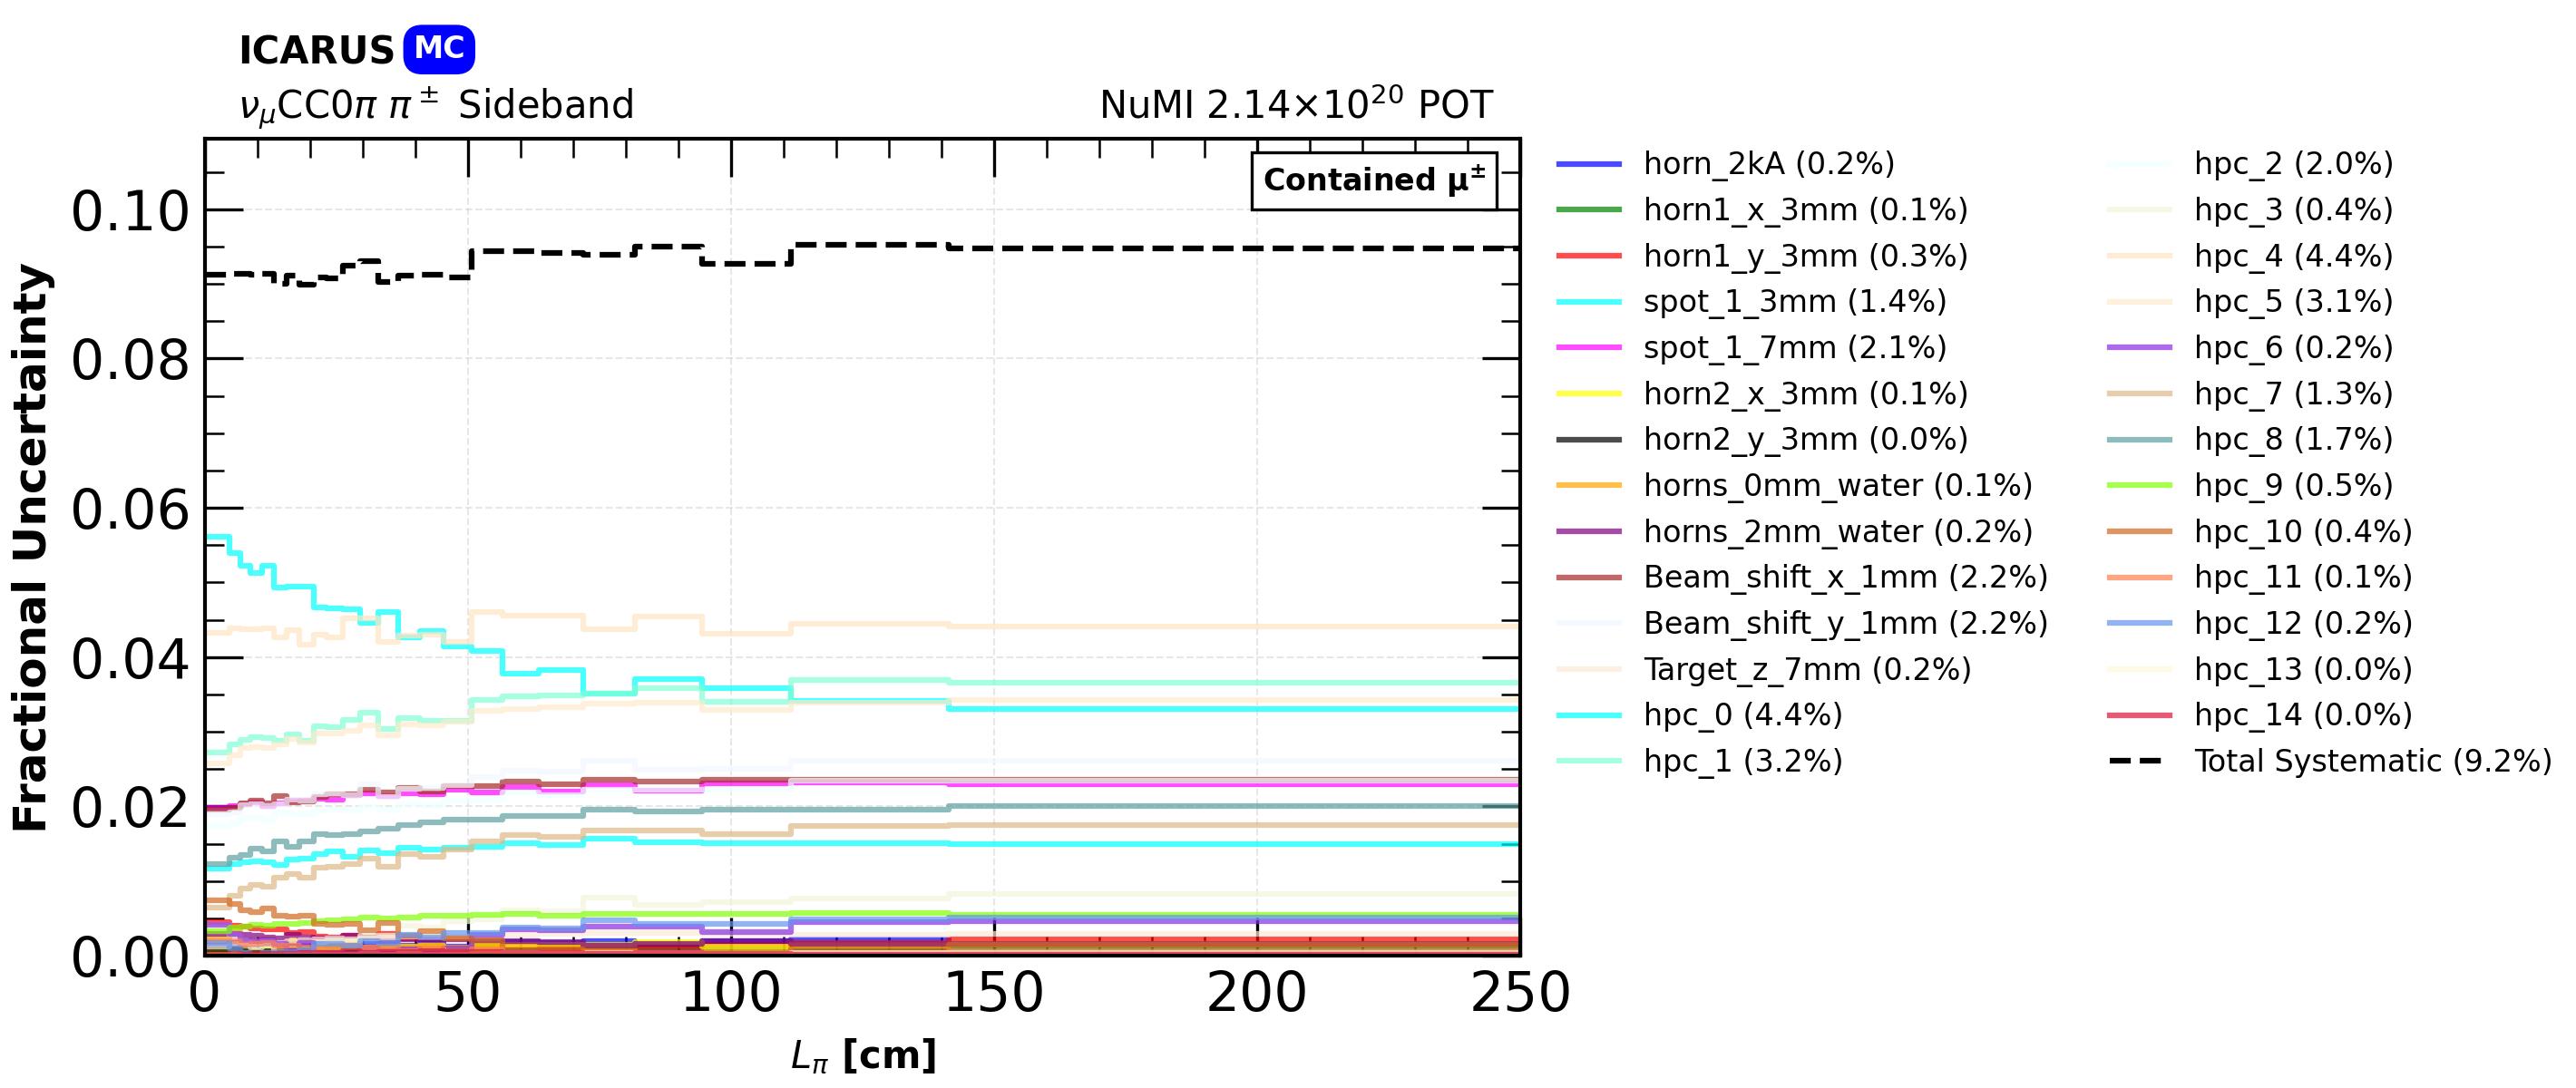 ICARUS MC
νμCC0π π± Sideband
NuMI 2.14×10²⁰ POT
Contained μ±
Fractional Uncertainty
0.10
0.08
0.06
0.04
0.02
0.00
0 50 100 150 200 250
Lπ [cm]
horn_2kA (0.2%)
horn1_x_3mm (0.1%)
horn1_y_3mm (0.3%)
spot_1_3mm (1.4%)
spot_1_7mm (2.1%)
horn2_x_3mm (0.1%)
horn2_y_3mm (0.0%)
horns_0mm_water (0.1%)
horns_2mm_water (0.2%)
Beam_shift_x_1mm (2.2%)
Beam_shift_y_1mm (2.2%)
Target_z_7mm (0.2%)
hpc_0 (4.4%)
hpc_1 (3.2%)
hpc_2 (2.0%)
hpc_3 (0.4%)
hpc_4 (4.4%)
hpc_5 (3.1%)
hpc_6 (0.2%)
hpc_7 (1.3%)
hpc_8 (1.7%)
hpc_9 (0.5%)
hpc_10 (0.4%)
hpc_11 (0.1%)
hpc_12 (0.2%)
hpc_13 (0.0%)
hpc_14 (0.0%)
Total Systematic (9.2%)